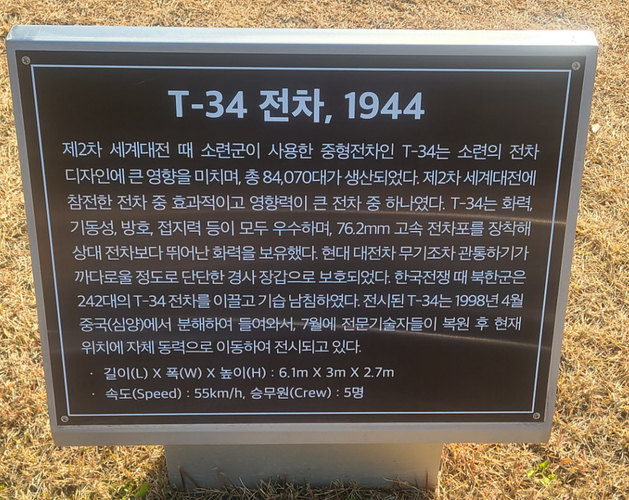 T-34 전차, 1944
제2차 세계대전 때 소련군이 사용한 중형전차인 T-34는 소련의 전차
디자인에 큰 영향을 미치며, 총 84,070대가 생산되었다. 제2차 세계대전에
참전한 전차 중 효과적이고 영향력이 큰 전차 중 하나였다. T-34는 화력,
기동성, 방호, 접지력 등이 모두 우수하며, 76.2mm 고속 전차포를 장착해
상대 전차보다 뛰어난 화력을 보유했다. 현대 대전차 무기조차 관통하기가
까다로울 정도로 단단한 경사 장갑으로 보호되었다. 한국전쟁 때 북한군은
242대의 T-34 전차를 이끌고 기습 남침하였다. 전시된 T-34는 1998년 4월
중국(심양)에서 분해하여 들여와서, 7월에 전문기술자들이 복원 후 현재
위치에 자체 동력으로 이동하여 전시되고 있다.
· 길이(L) X 폭(W) X 높이(H) : 6.1m X 3m X 2.7m
· 속도(Speed) : 55km/h, 승무원(Crew) : 5명